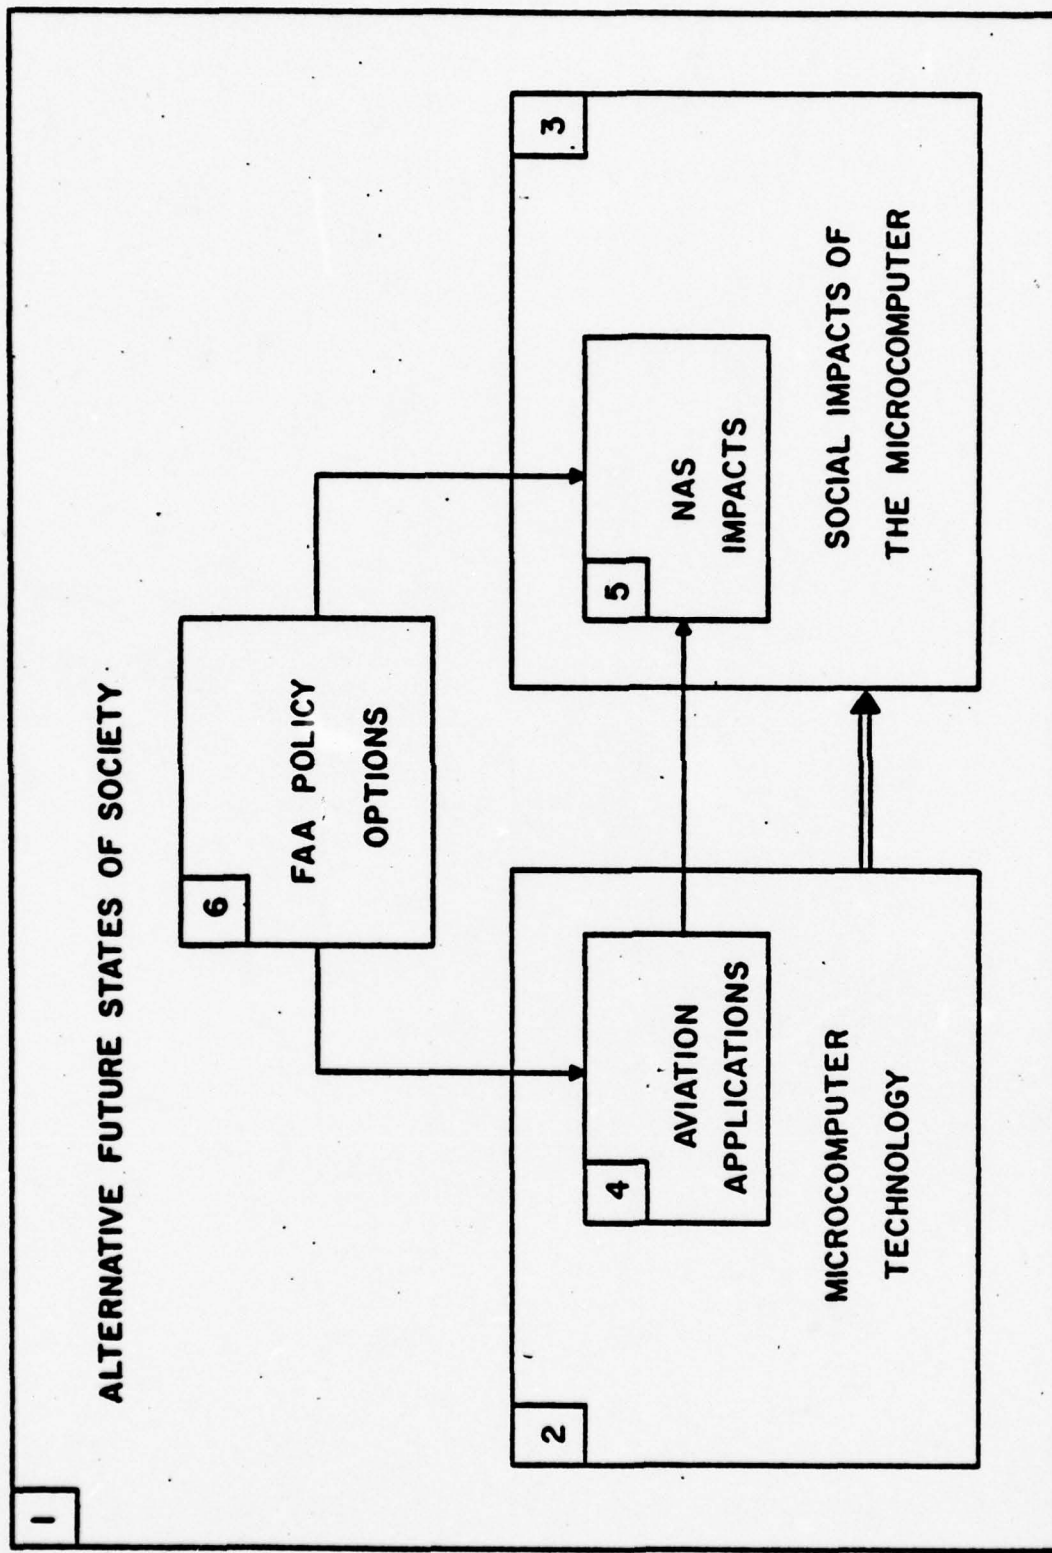 1
ALTERNATIVE FUTURE STATES OF SOCIETY
6
FAA POLICY
OPTIONS
2
4
AVIATION
APPLICATIONS
MICROCOMPUTER
TECHNOLOGY
3
5
NAS
IMPACTS
SOCIAL IMPACTS OF
THE MICROCOMPUTER